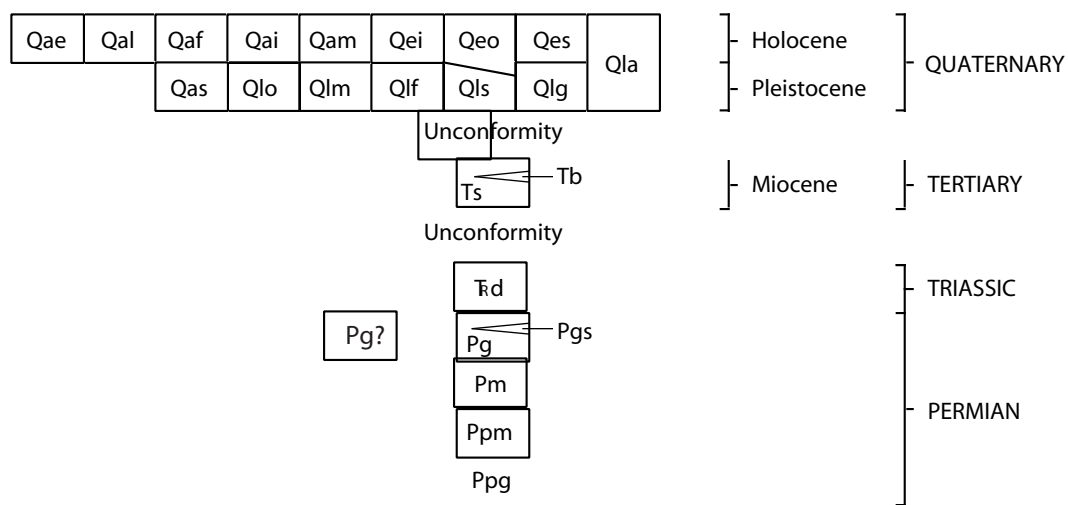 Qae Qal Qaf Qai Qam Qei Qeo Qes Qla Holocene QUATERNARY
Qas Qlo Qlm Qlf Qls Qlg Pleistocene
Unconformity
Ts Tb Miocene TERTIARY
Unconformity
TRd TRIASSIC
Pg? Pg Pgs
Pm
Ppm PERMIAN
Ppg